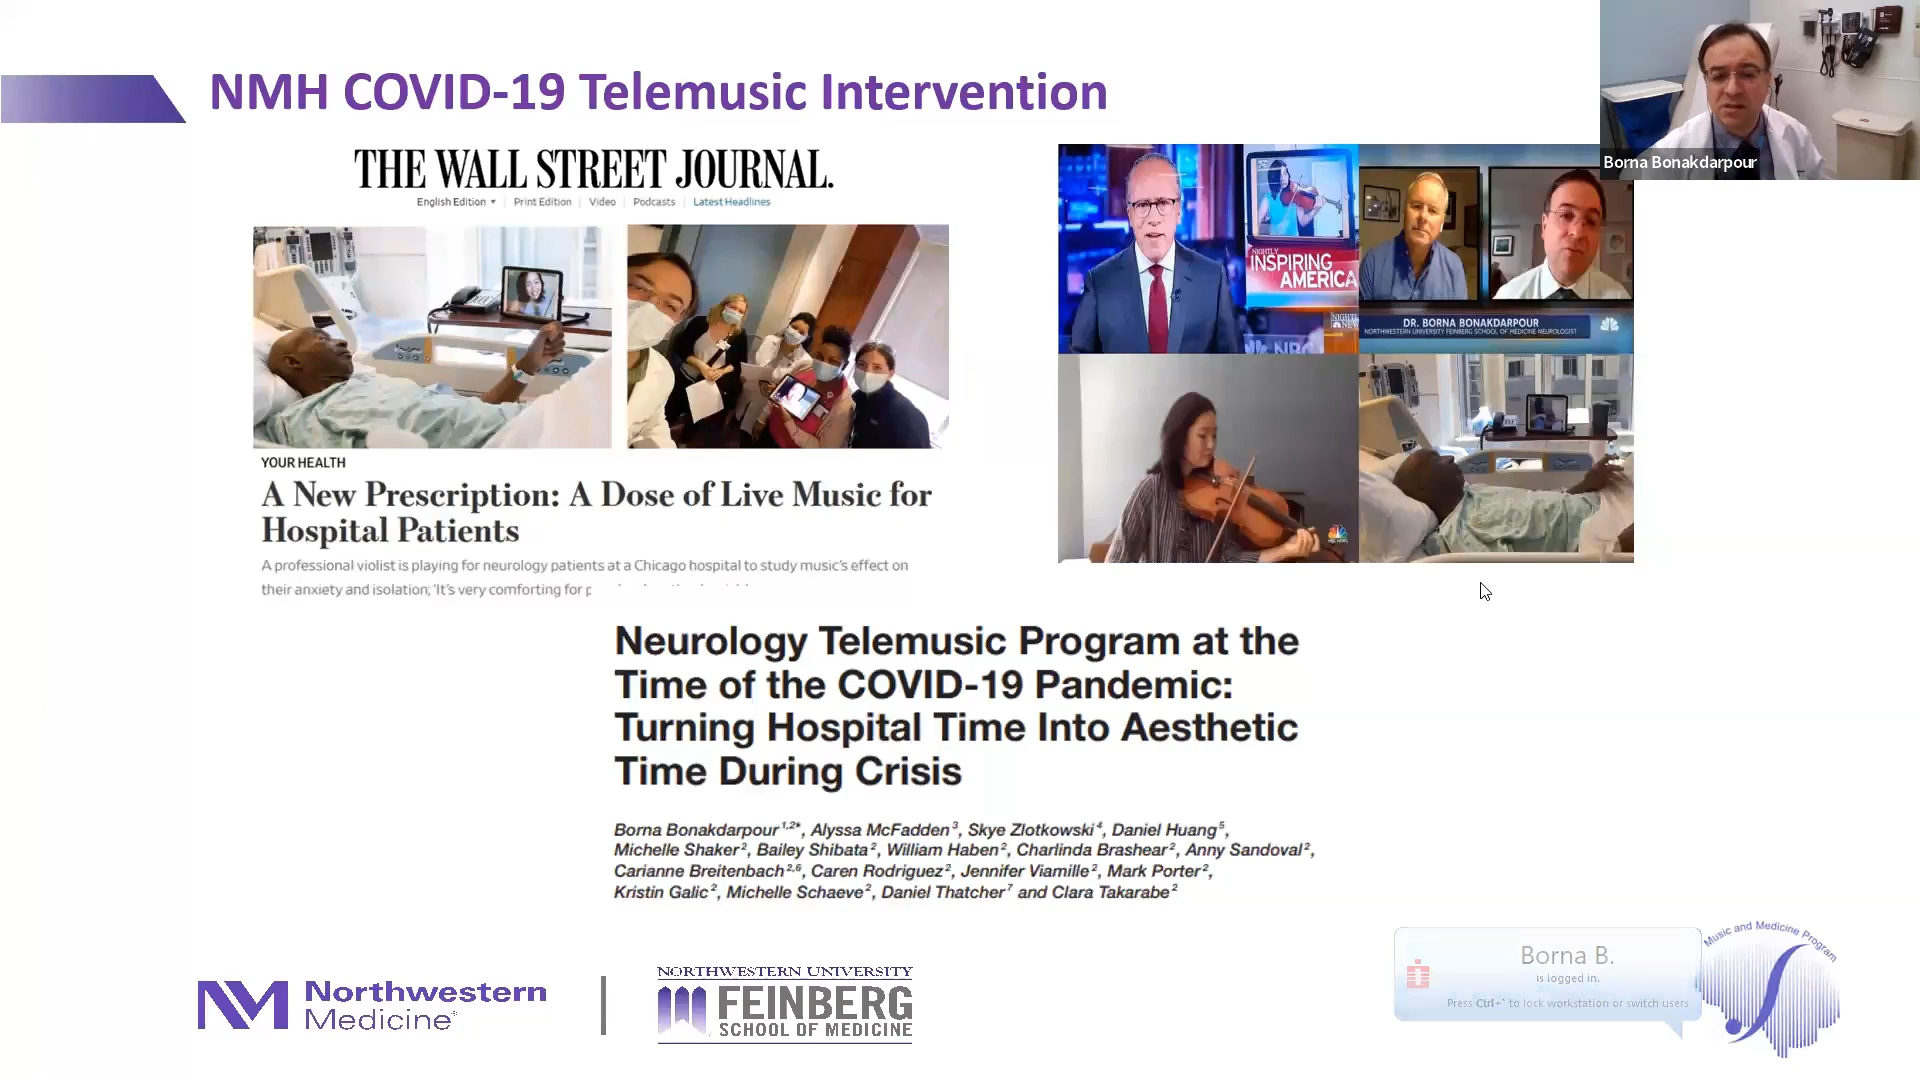 NMH COVID-19 Telemusic Intervention
Borna Bonakdarpour
THE WALL STREET JOURNAL.
English Edition | Print Edition | Video | Podcasts | Latest Headlines
YOUR HEALTH
A New Prescription: A Dose of Live Music for
Hospital Patients
A professional violist is playing for neurology patients at a Chicago hospital to study music's effect on
their anxiety and isolation; 'It's very comforting for
NIGHTLY
INSPIRING
AMERICA
NIGHTLY
NBC
DR. BORNA BONAKDARPOUR
NORTHWESTERN UNIVERSITY FEINBERG SCHOOL OF MEDICINE NEUROLOGIST
NBC NEWS
Neurology Telemusic Program at the
Time of the COVID-19 Pandemic:
Turning Hospital Time Into Aesthetic
Time During Crisis
Borna Bonakdarpour1,2*, Alyssa McFadden3, Skye Zlotkowski4, Daniel Huang5,
Michelle Shaker2, Bailey Shibata2, William Haben2, Charlinda Brashear2, Anny Sandoval2,
Carianne Breitenbach2,6, Caren Rodriguez2, Jennifer Viamille2, Mark Porter2,
Kristin Galic2, Michelle Schaeve2, Daniel Thatcher7 and Clara Takarabe2
Northwestern
Medicine
NORTHWESTERN UNIVERSITY
FEINBERG
SCHOOL OF MEDICINE
Borna B.
is logged in.
Press Ctrl+` to lock workstation or switch users
Music and Medicine Program